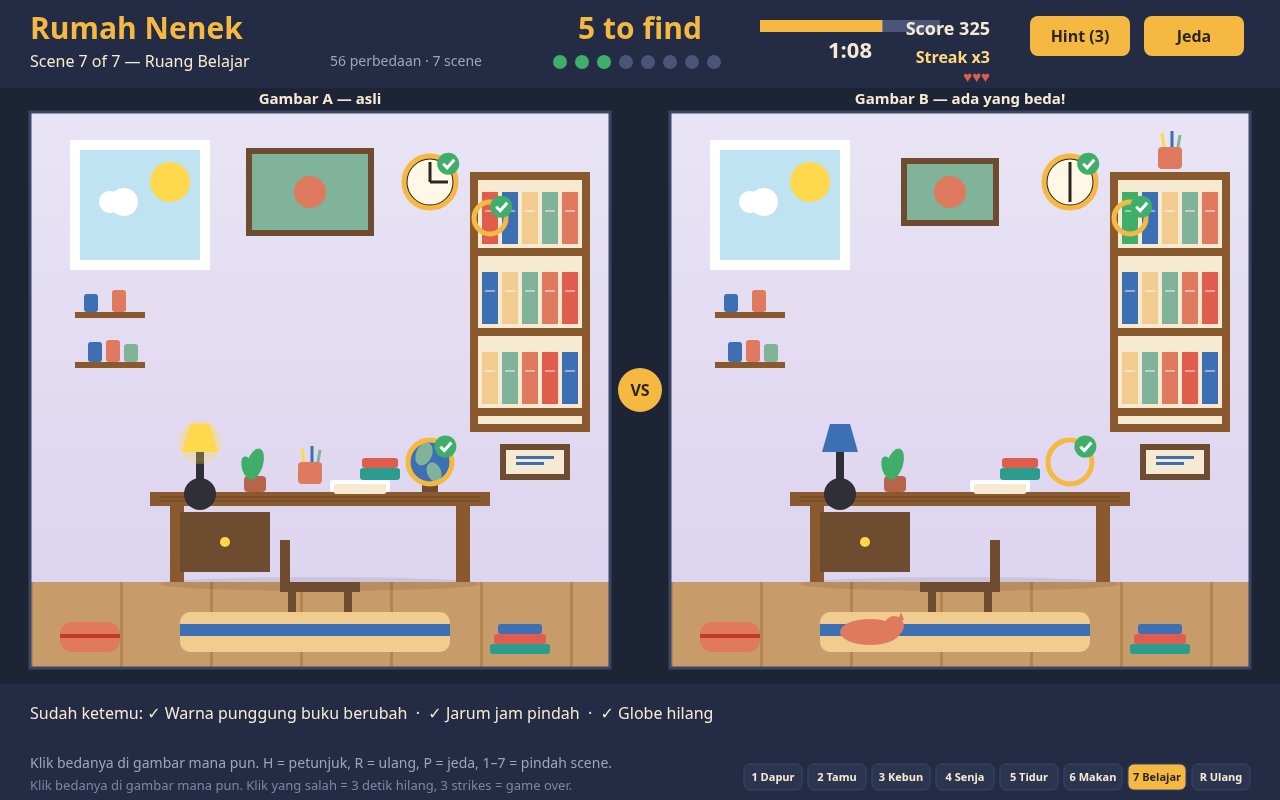 Rumah Nenek
Scene 7 of 7 — Ruang Belajar
56 perbedaan · 7 scene
5 to find
1:08
Score 325
Streak x3
♥♥♥
Hint (3)
Jeda
Gambar A — asli
Gambar B — ada yang beda!
VS
Sudah ketemu: ✓ Warna punggung buku berubah · ✓ Jarum jam pindah · ✓ Globe hilang
Klik bedanya di gambar mana pun. H = petunjuk, R = ulang, P = jeda, 1–7 = pindah scene.
Klik bedanya di gambar mana pun. Klik yang salah = 3 detik hilang, 3 strikes = game over.
1 Dapur
2 Tamu
3 Kebun
4 Senja
5 Tidur
6 Makan
7 Belajar
R Ulang